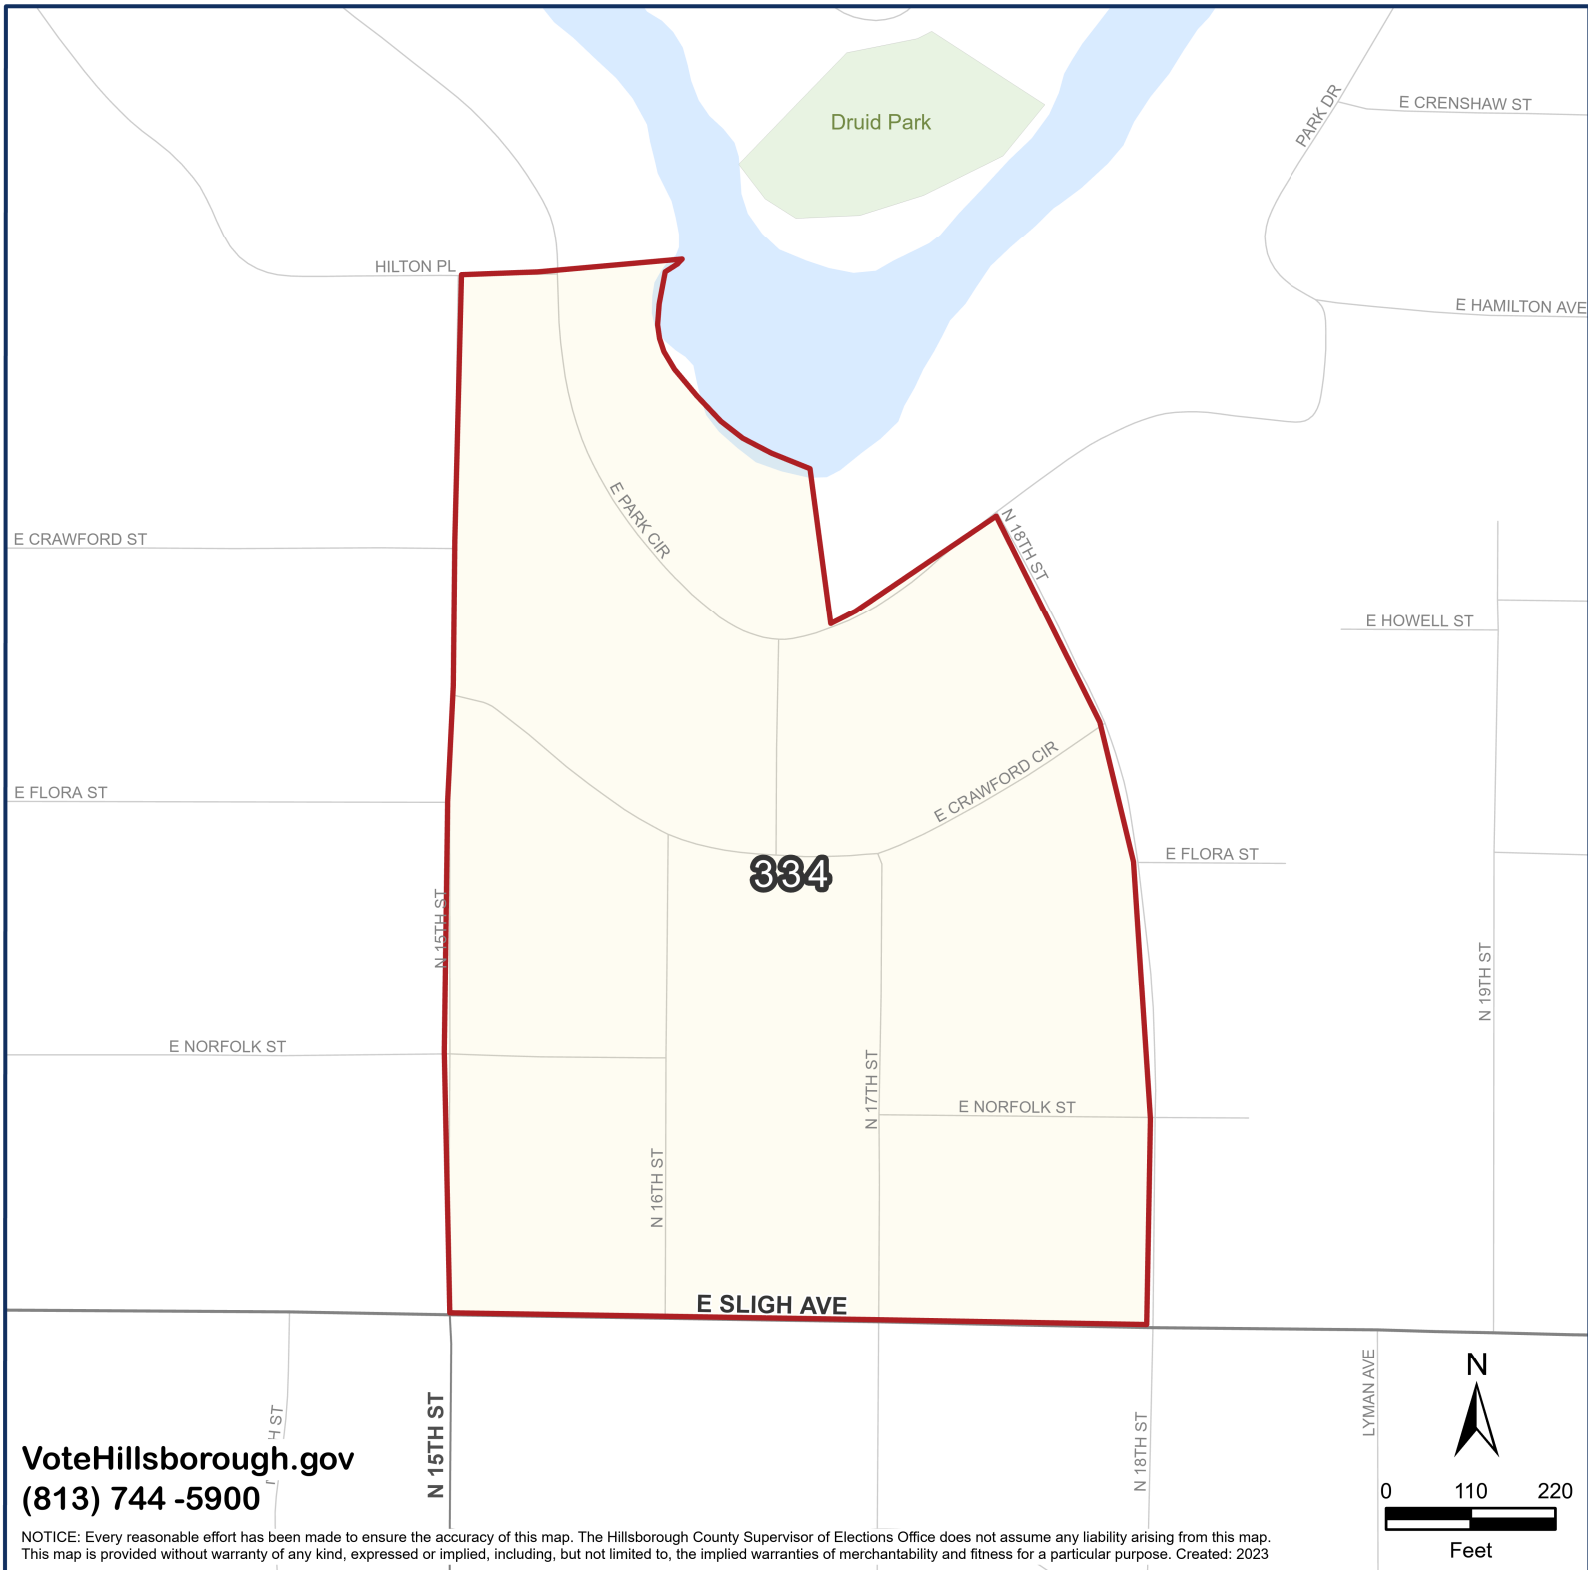 Druid Park
PARK DR
E CRENSHAW ST
HILTON PL
E HAMILTON AVE
E PARK CIR
N 18TH ST
E CRAWFORD ST
E HOWELL ST
E CRAWFORD CIR
E FLORA ST
E FLORA ST
334
N 15TH ST
N 19TH ST
E NORFOLK ST
N 17TH ST
E NORFOLK ST
N 16TH ST
E SLIGH AVE
N
LYMAN AVE
N 15TH ST
N 18TH ST
H ST
VoteHillsborough.gov
(813) 744 -5900
0 110 220
Feet
NOTICE: Every reasonable effort has been made to ensure the accuracy of this map. The Hillsborough County Supervisor of Elections Office does not assume any liability arising from this map.
This map is provided without warranty of any kind, expressed or implied, including, but not limited to, the implied warranties of merchantability and fitness for a particular purpose. Created: 2023